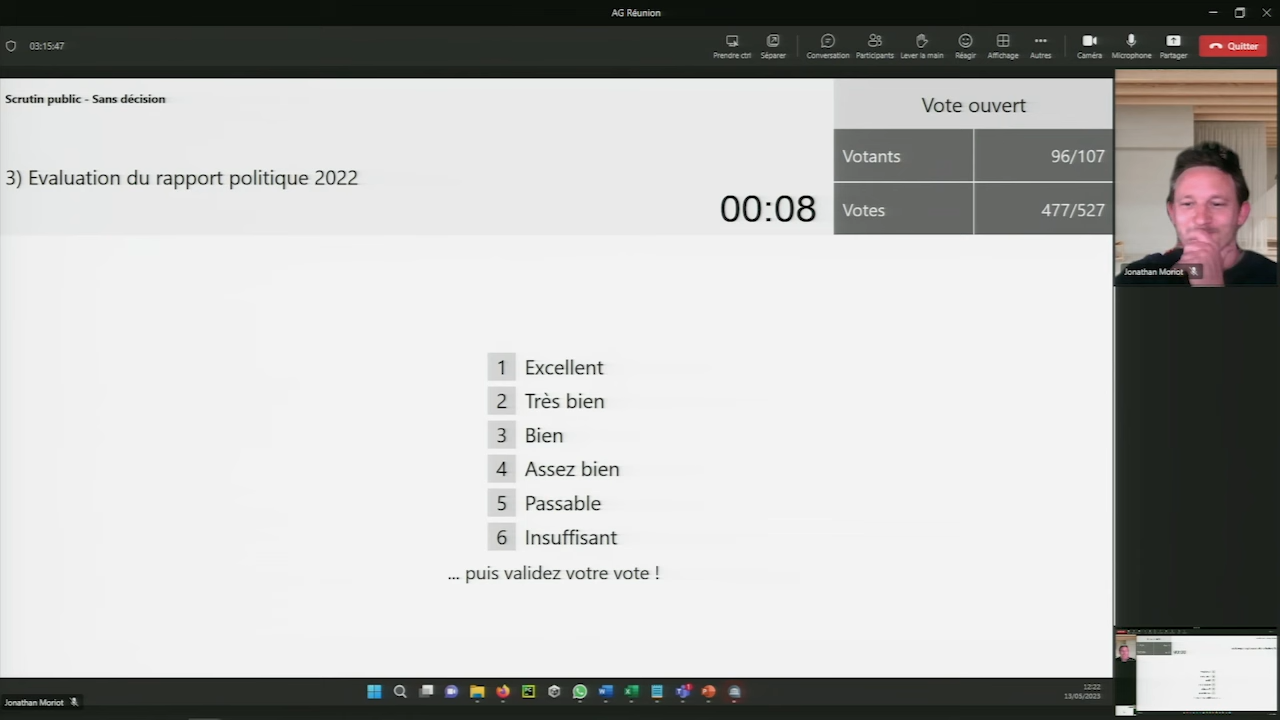 AG Réunion
03:15:47
Prendre ctrl
Séparer
Conversation
Participants
Lever la main
Réagir
Affichage
Autres
Caméra
Microphone
Partager
Quitter
Scrutin public - Sans décision
3) Evaluation du rapport politique 2022
00:08
Vote ouvert
Votants 96/107
Votes 477/527
1 Excellent
2 Très bien
3 Bien
4 Assez bien
5 Passable
6 Insuffisant
... puis validez votre vote !
Jonathan Moriot
Jonathan Moriot
12:22
13/05/2023